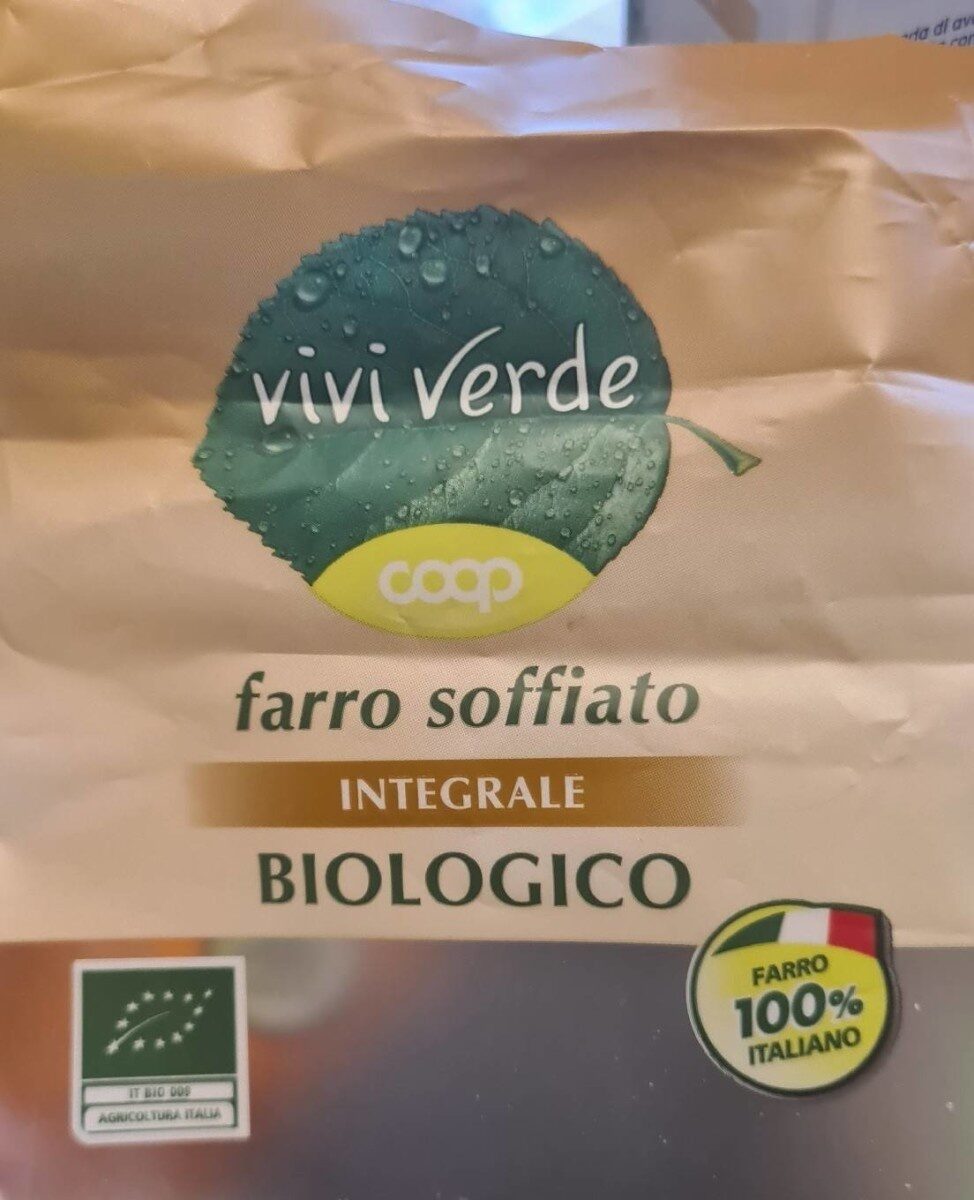 vivi verde
coop
farro soffiato
INTEGRALE
BIOLOGICO
FARRO
100%
ITALIANO
IT BIO 009
AGRICOLTURA ITALIA